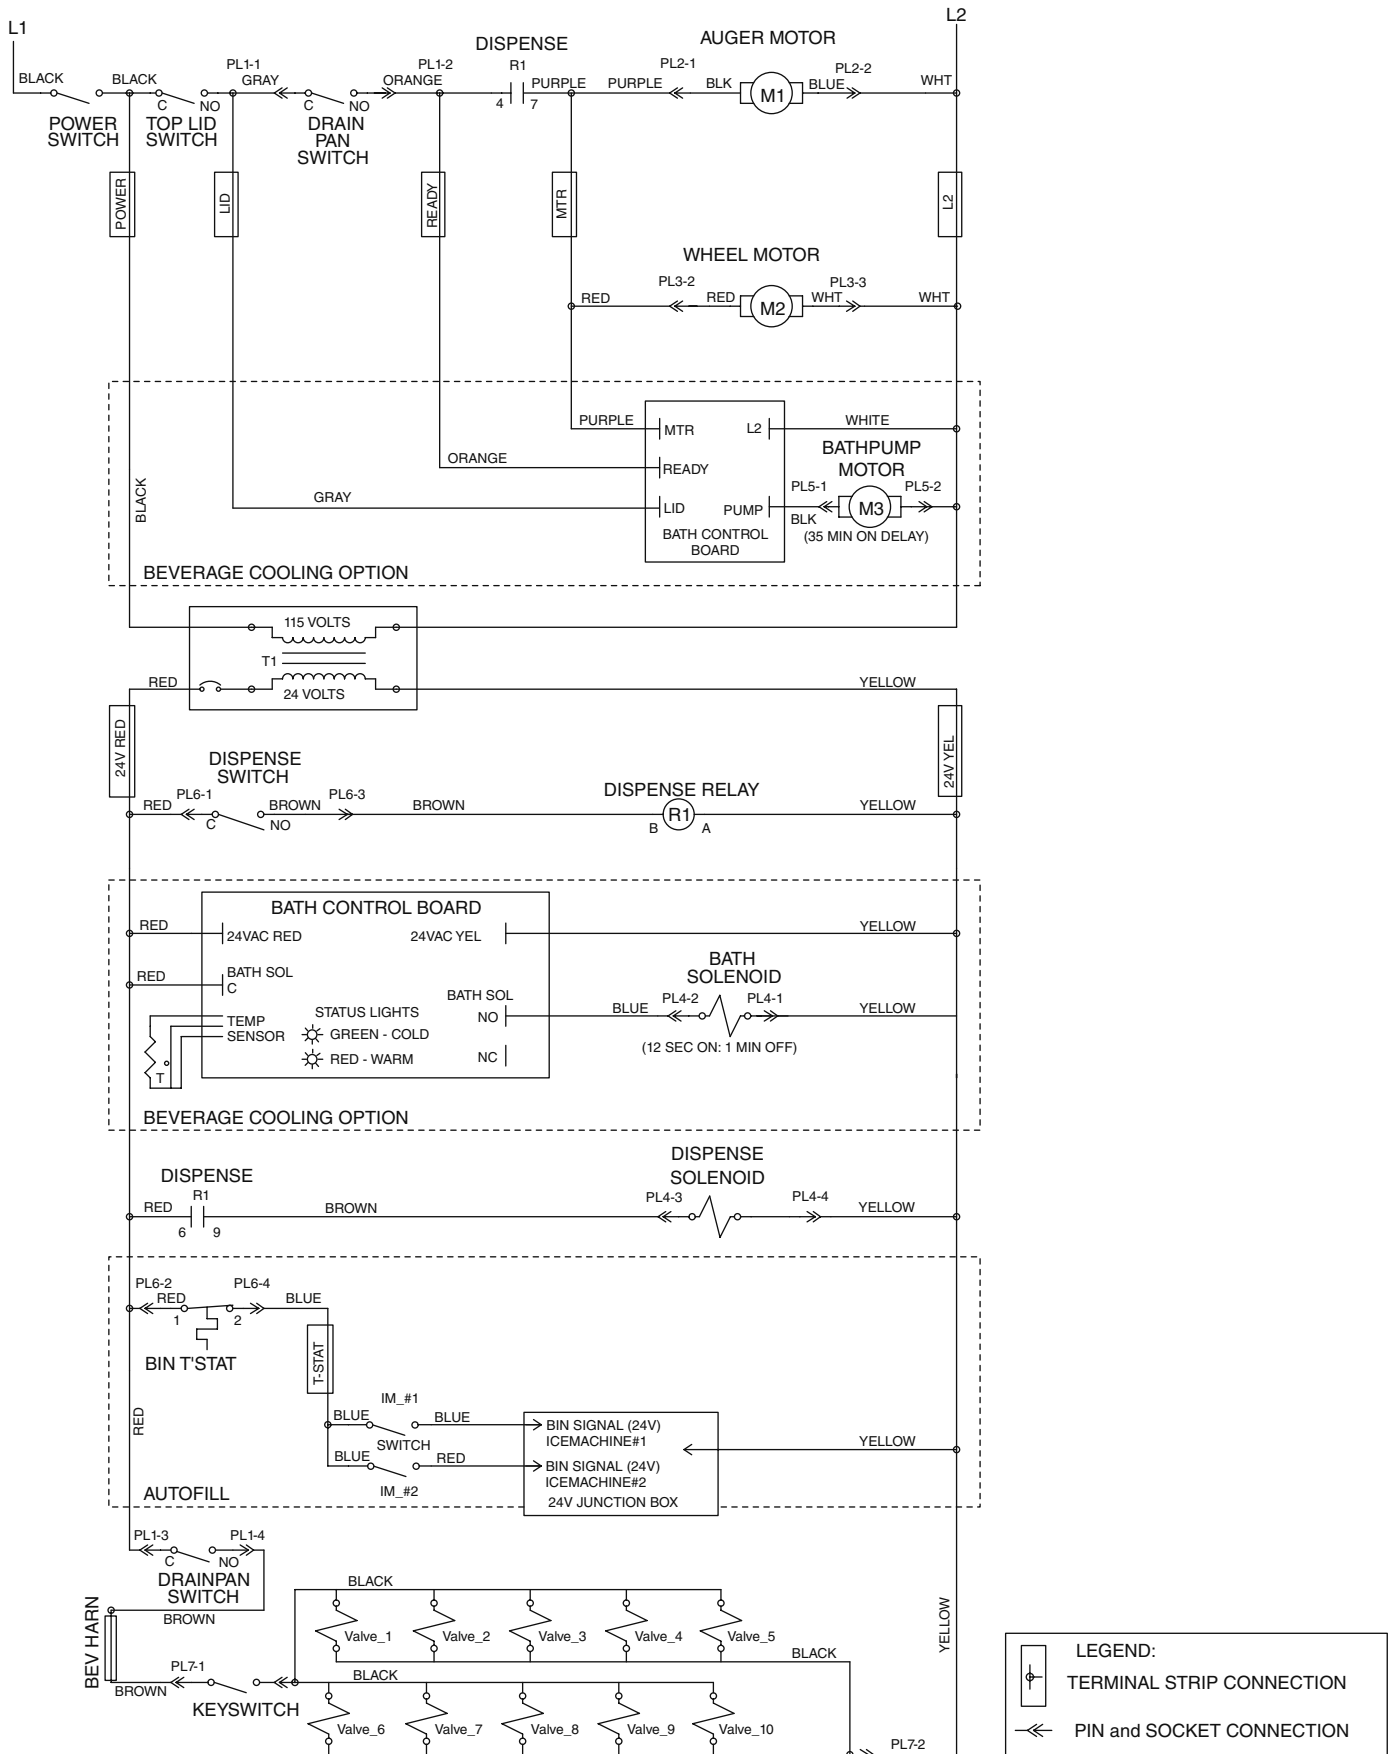 L1
L2
DISPENSE
AUGER MOTOR
BLACK
BLACK
PL1-1
GRAY
PL1-2
ORANGE
R1
PURPLE
PURPLE
PL2-1
BLK
M1
BLUE
PL2-2
WHT
C
NO
C
NO
4
7
POWER
SWITCH
TOP LID
SWITCH
DRAIN
PAN
SWITCH
POWER
LID
READY
MTR
L2
WHEEL MOTOR
PL3-2
PL3-3
RED
RED
M2
WHT
WHT
PURPLE
MTR
L2
WHITE
ORANGE
READY
BATHPUMP
MOTOR
BLACK
GRAY
LID
PUMP
PL5-1
BLK
M3
PL5-2
(35 MIN ON DELAY)
BATH CONTROL
BOARD
BEVERAGE COOLING OPTION
115 VOLTS
T1
24 VOLTS
RED
YELLOW
24V RED
24V YEL
DISPENSE
SWITCH
DISPENSE RELAY
RED
PL6-1
C
NO
BROWN
PL6-3
BROWN
B
R1
A
YELLOW
BATH CONTROL BOARD
RED
24VAC RED
24VAC YEL
YELLOW
RED
BATH SOL
C
BATH
SOLENOID
BATH SOL
NO
BLUE
PL4-2
PL4-1
YELLOW
TEMP
SENSOR
STATUS LIGHTS
GREEN - COLD
RED - WARM
NC
(12 SEC ON: 1 MIN OFF)
T
BEVERAGE COOLING OPTION
DISPENSE
DISPENSE
SOLENOID
RED
R1
6
9
BROWN
PL4-3
PL4-4
YELLOW
PL6-2
RED
PL6-4
BLUE
1
2
BIN T'STAT
T-STAT
RED
IM_#1
BLUE
BLUE
SWITCH
BLUE
RED
IM_#2
BIN SIGNAL (24V)
ICEMACHINE#1
BIN SIGNAL (24V)
ICEMACHINE#2
24V JUNCTION BOX
YELLOW
AUTOFILL
PL1-3
PL1-4
C
NO
DRAINPAN
SWITCH
BROWN
BEV HARN
BROWN
PL7-1
KEYSWITCH
BLACK
Valve_1
Valve_2
Valve_3
Valve_4
Valve_5
BLACK
BLACK
Valve_6
Valve_7
Valve_8
Valve_9
Valve_10
PL7-2
YELLOW
LEGEND:
TERMINAL STRIP CONNECTION
PIN and SOCKET CONNECTION